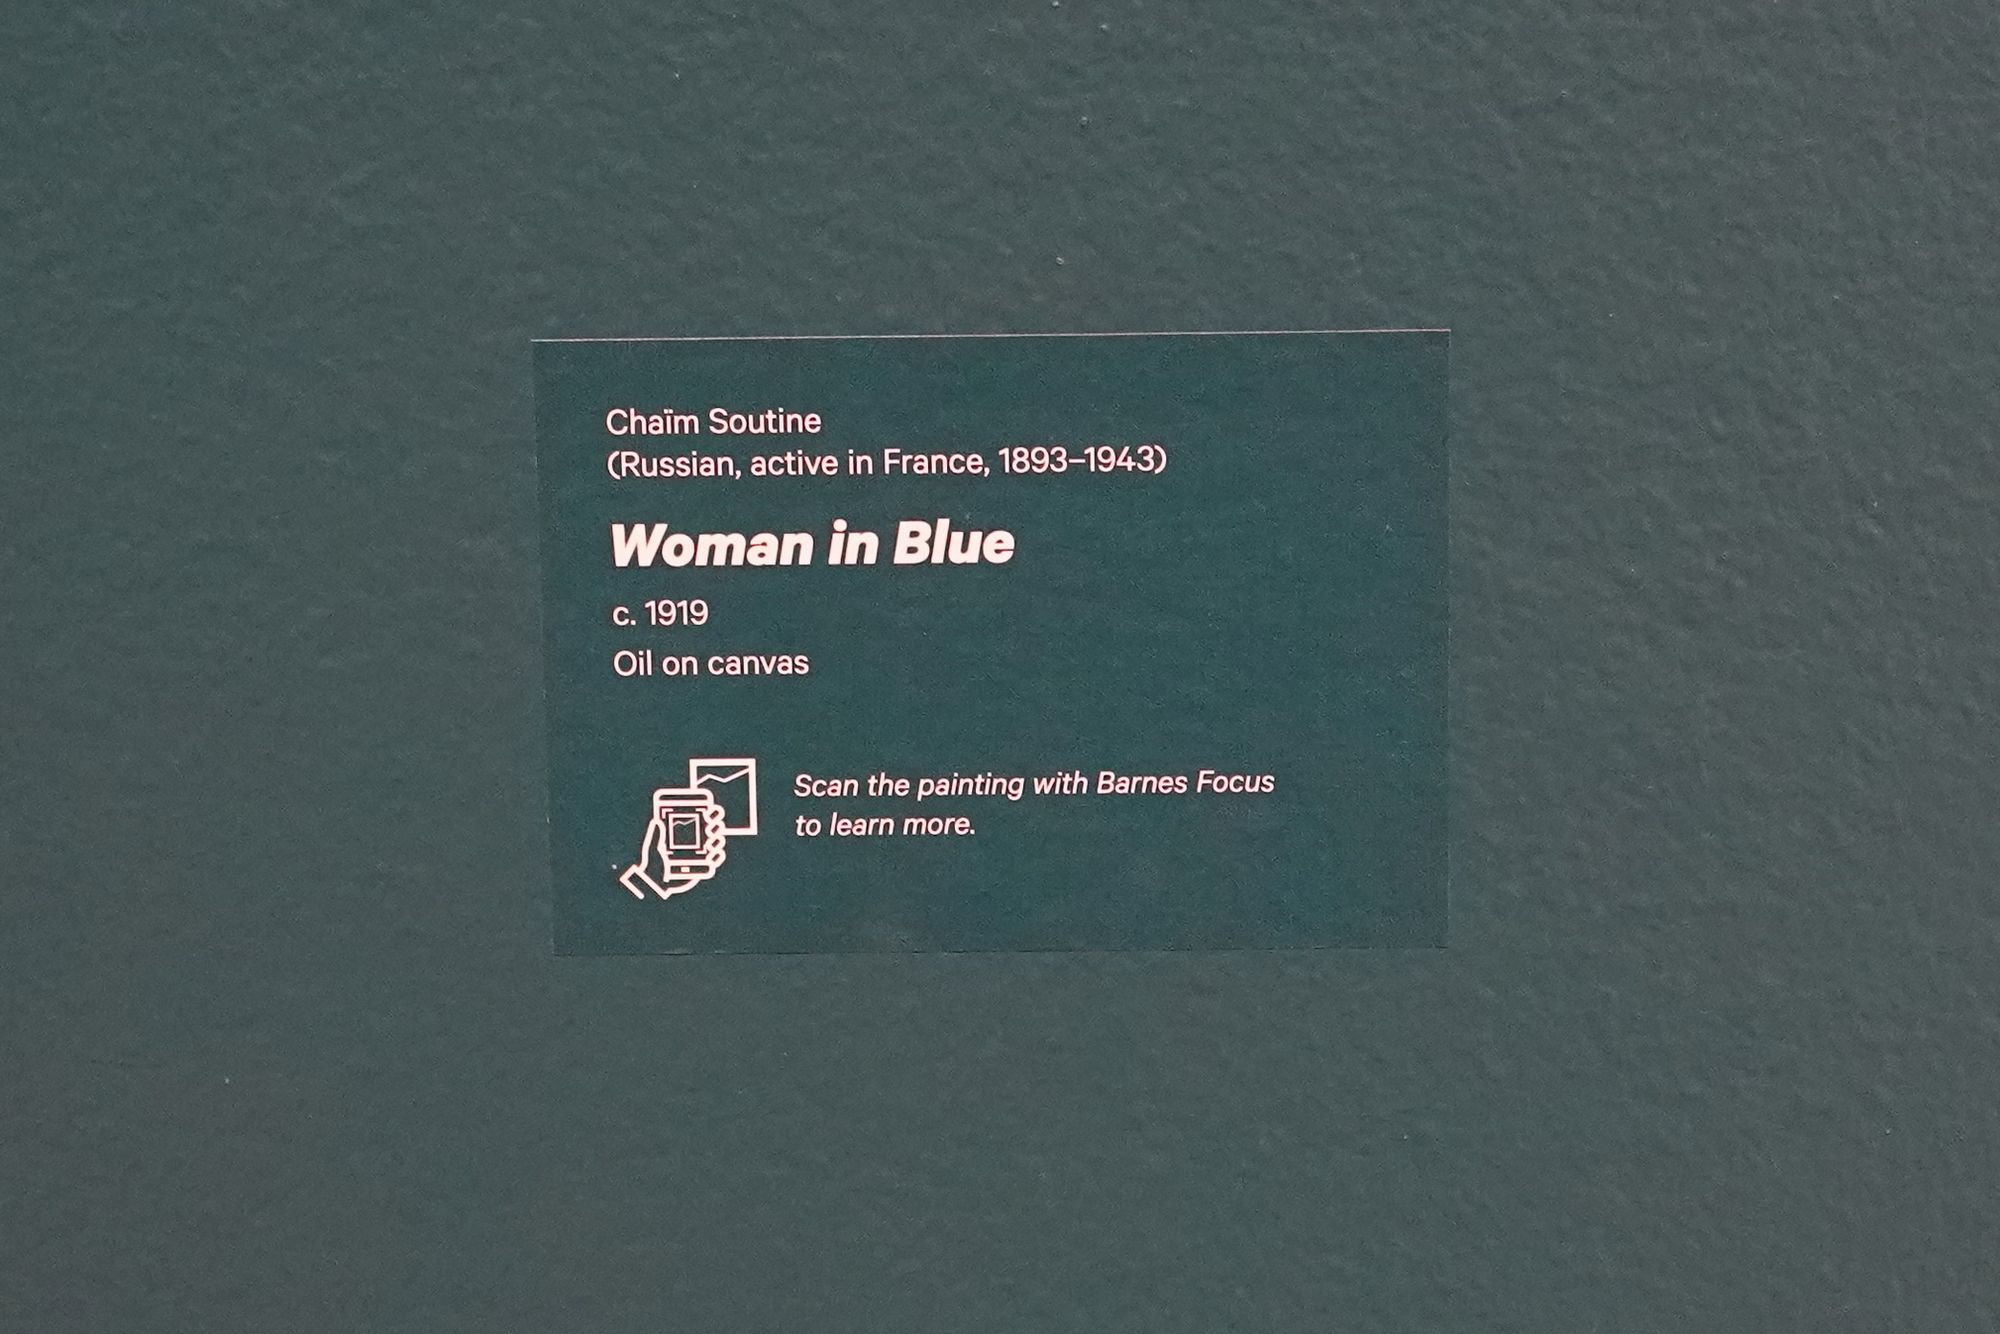 Chaïm Soutine
(Russian, active in France, 1893–1943)
Woman in Blue
c. 1919
Oil on canvas
Scan the painting with Barnes Focus
to learn more.